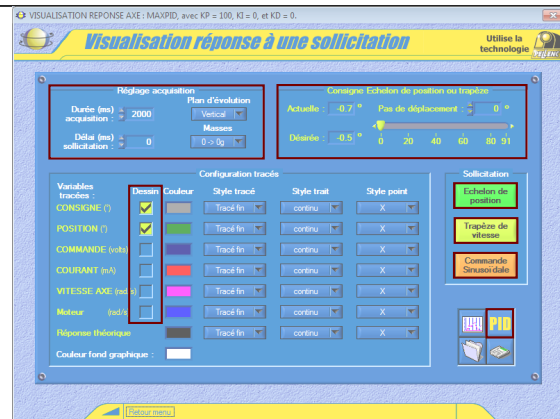 VISUALISATION REPONSE AXE : MAXPID, avec KP = 100, KI = 0, et KD = 0.
Visualisation réponse à une sollicitation
Utilise la technologie
Réglage acquisition
Durée (ms) acquisition : 2000
Plan d'évolution
Vertical
Masses
Délai (ms) sollicitation : 0
0 -> 0g
Consigne Echelon de position ou trapèze
Actuelle : -0.7 °
Pas de déplacement : 0 °
Désirée : -0.5 °
0 20 40 60 80 91
Configuration tracés
Variables tracées :
Dessin Couleur Style tracé Style trait Style point
CONSIGNE (°) Tracé fin continu X
POSITION (°) Tracé fin continu X
COMMANDE (volts) Tracé fin continu X
COURANT (mA) Tracé fin continu X
VITESSE AXE (rad/s) Tracé fin continu X
Moteur (rad/s) Tracé fin continu X
Réponse théorique Tracé fin continu X
Couleur fond graphique :
Sollicitation
Echelon de position
Trapèze de vitesse
Commande Sinusoïdale
PID
Retour menu